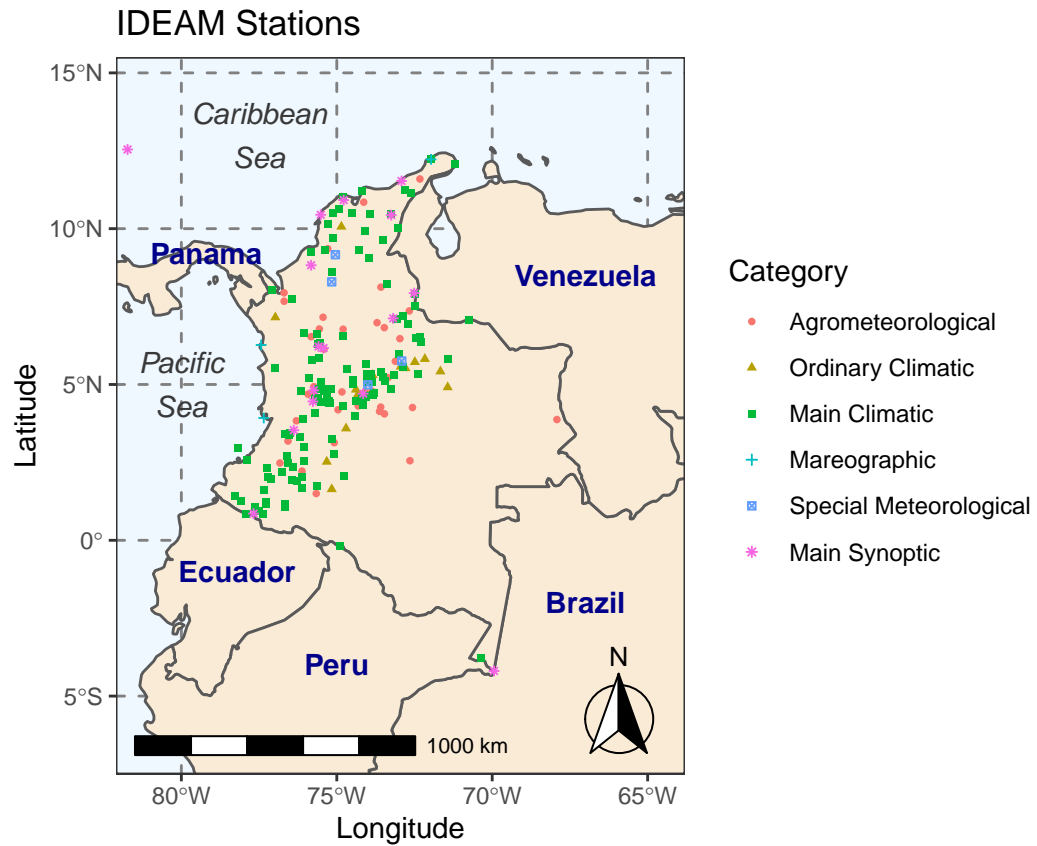 IDEAM Stations
15°N
10°N
5°N
0°
5°S
80°W
75°W
70°W
65°W
Latitude
Longitude
Caribbean
Sea
Panama
Venezuela
Pacific
Sea
Ecuador
Brazil
Peru
N
1000 km
Category
Agrometeorological
Ordinary Climatic
Main Climatic
Mareographic
Special Meteorological
Main Synoptic